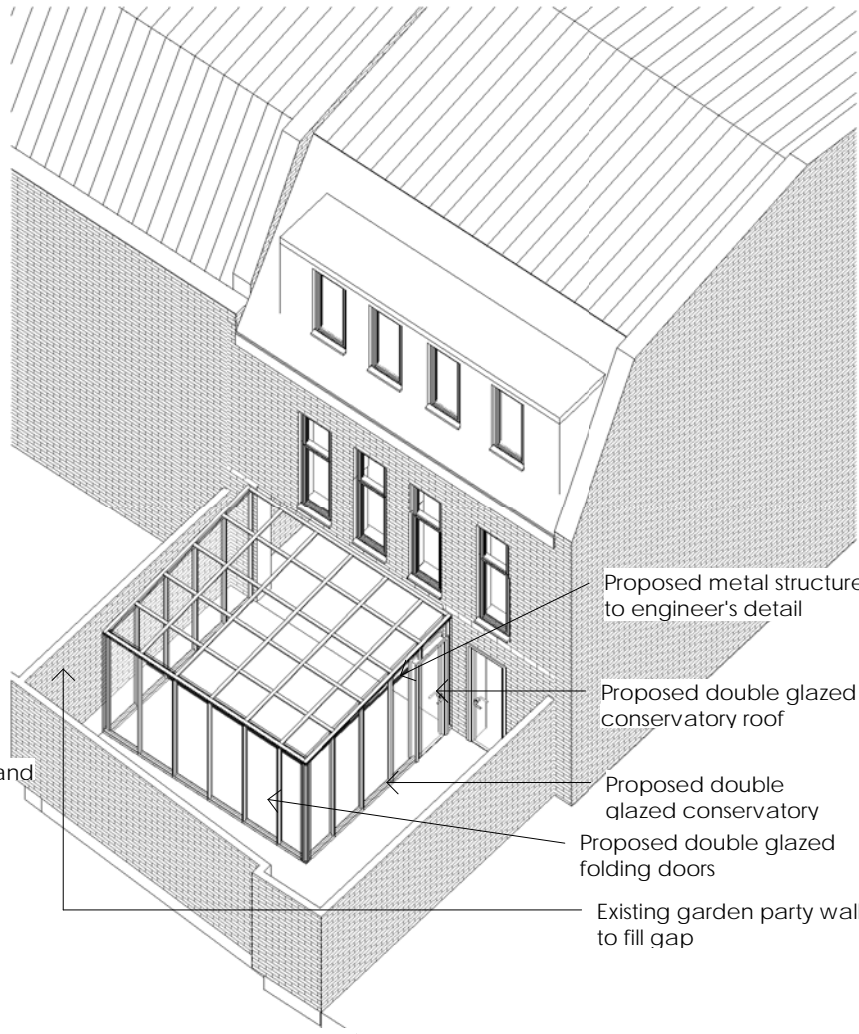 Proposed metal structure
to engineer's detail
Proposed double glazed
conservatory roof
and
Proposed double
glazed conservatory
Proposed double glazed
folding doors
Existing garden party wall
to fill gap